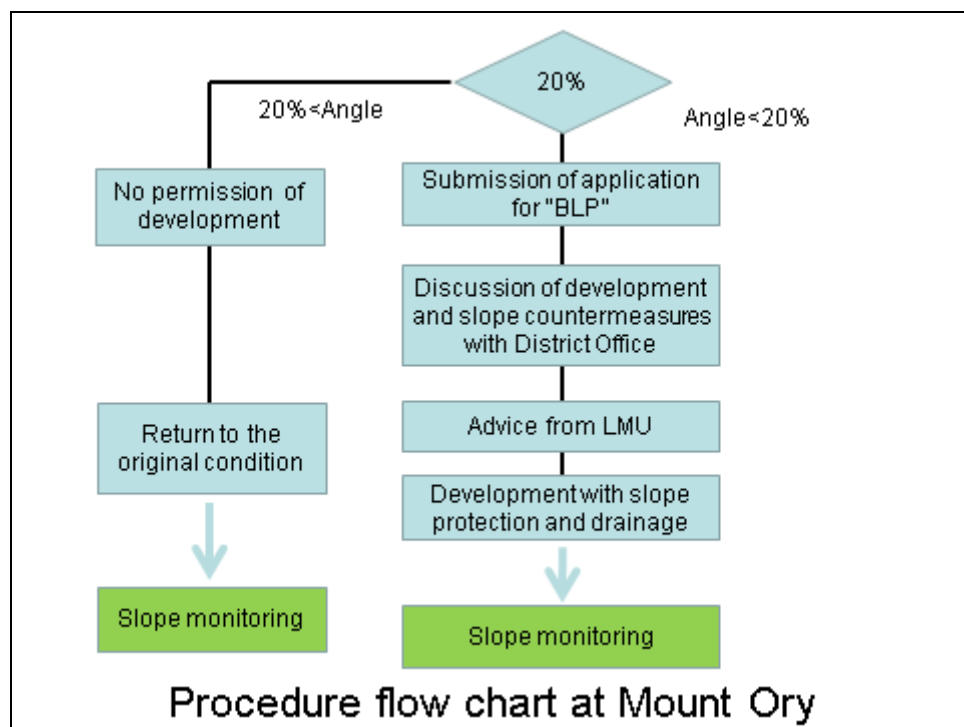 20%
20%<Angle
Angle<20%
No permission of
development
Return to the
original condition
Slope monitoring
Submission of application
for "BLP"
Discussion of development
and slope countermeasures
with District Office
Advice from LMU
Development with slope
protection and drainage
Slope monitoring
Procedure flow chart at Mount Ory